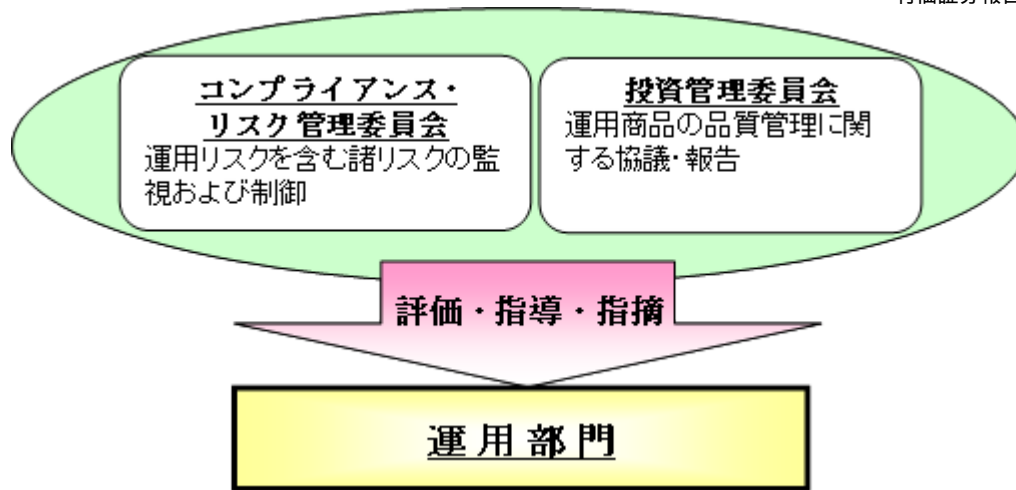 コンプライアンス・
リスク管理委員会
運用リスクを含む諸リスクの監
視および制御
投資管理委員会
運用商品の品質管理に関
する協議・報告
評価・指導・指摘
運用部門